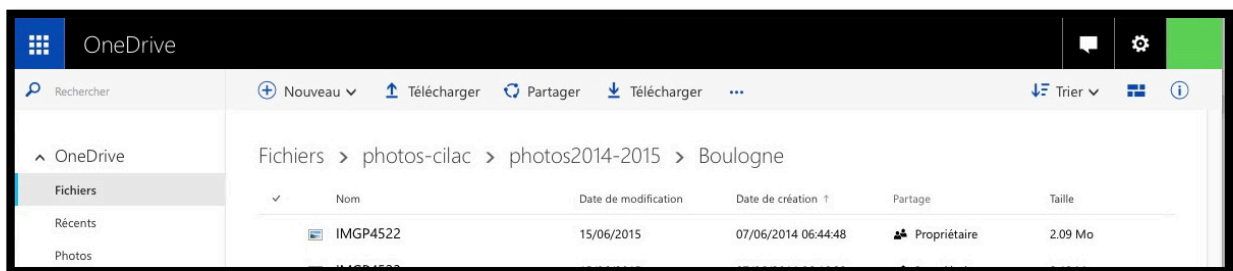 OneDrive
Rechercher
Nouveau Télécharger Partager Télécharger ... Trier
OneDrive
Fichiers
Récents
Photos
Fichiers > photos-cilac > photos2014-2015 > Boulogne
Nom Date de modification Date de création ↑ Partage Taille
IMGP4522 15/06/2015 07/06/2014 06:44:48 Propriétaire 2.09 Mo